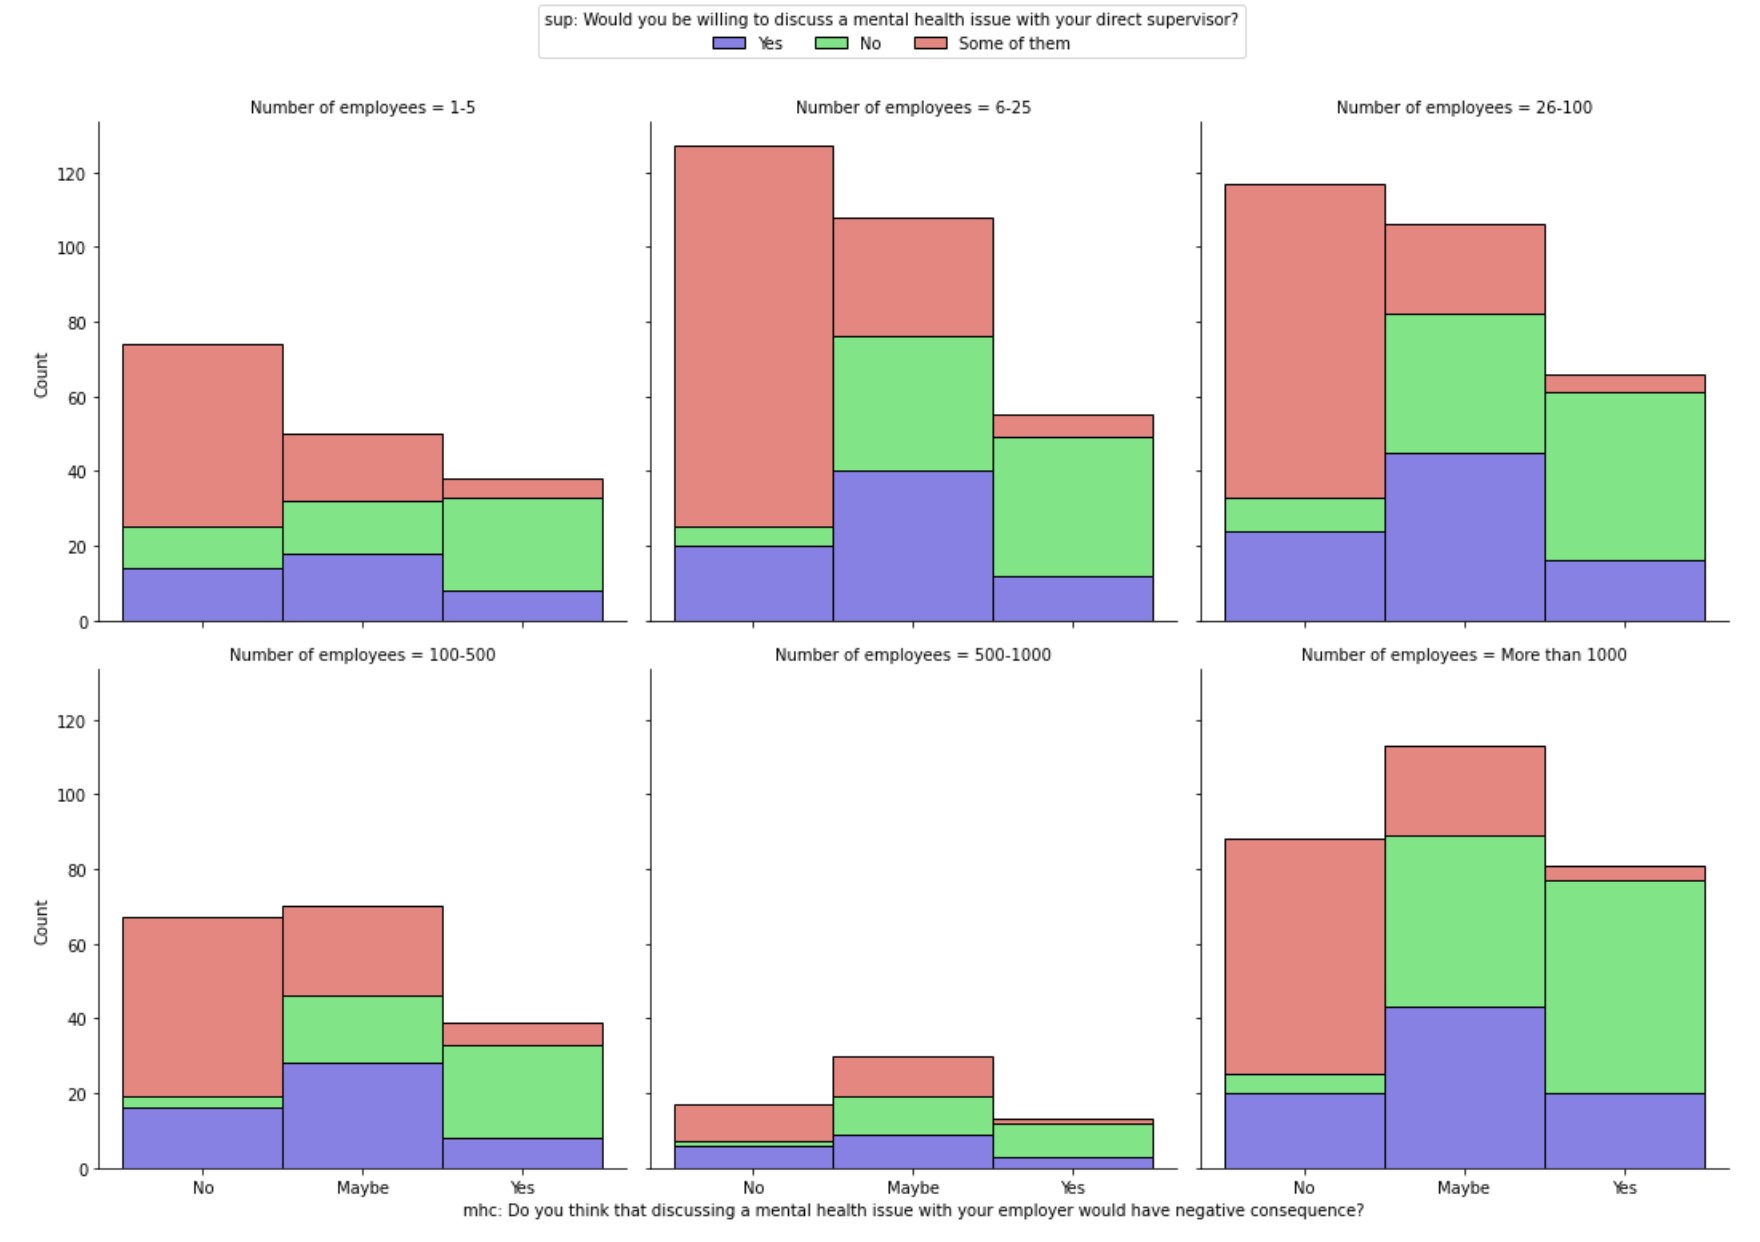 sup: Would you be willing to discuss a mental health issue with your direct supervisor?
Yes No Some of them
Number of employees = 1-5
Number of employees = 6-25
Number of employees = 26-100
120
100
80
60
40
20
0
Count
Number of employees = 100-500
Number of employees = 500-1000
Number of employees = More than 1000
120
100
80
60
40
20
0
Count
No Maybe Yes
No Maybe Yes
No Maybe Yes
mhc: Do you think that discussing a mental health issue with your employer would have negative consequence?